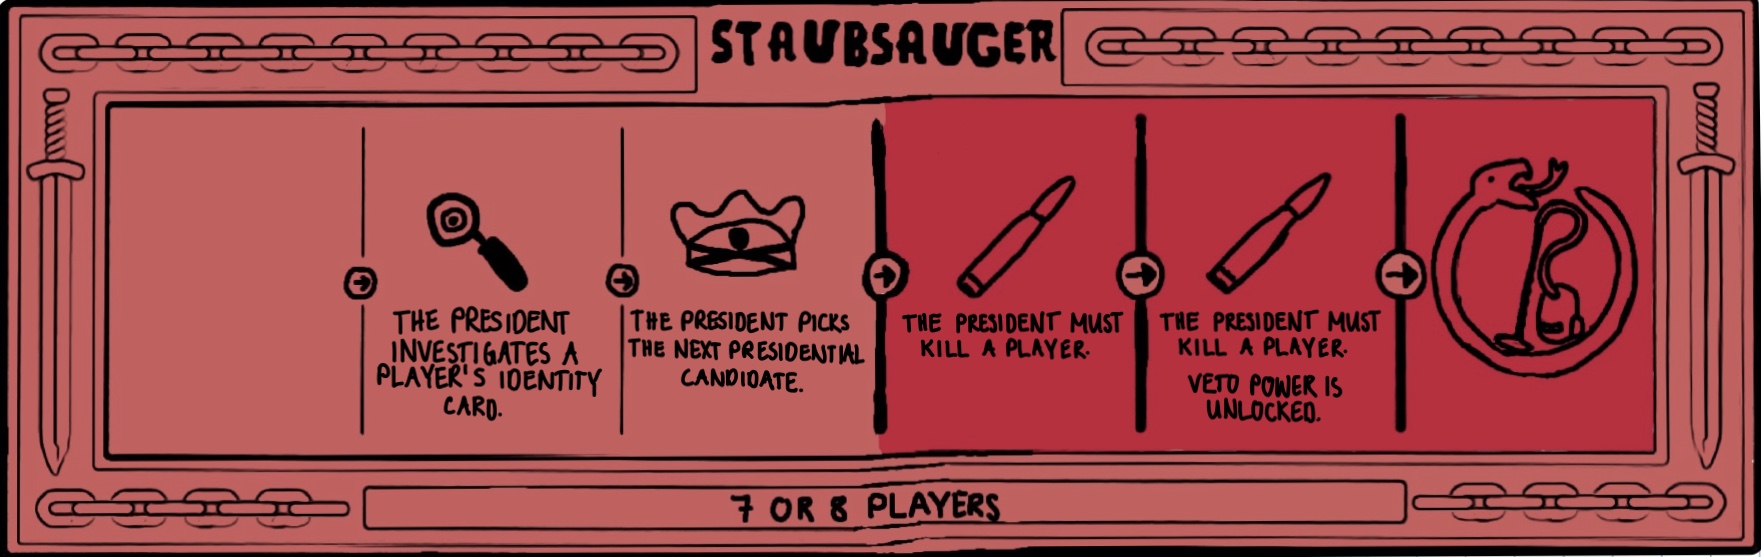 STAUBSAUGER
THE PRESIDENT
INVESTIGATES A
PLAYER'S IDENTITY
CARD.
THE PRESIDENT PICKS
THE NEXT PRESIDENTIAL
CANDIDATE.
THE PRESIDENT MUST
KILL A PLAYER.
THE PRESIDENT MUST
KILL A PLAYER.
VETO POWER IS
UNLOCKED.
7 OR 8 PLAYERS